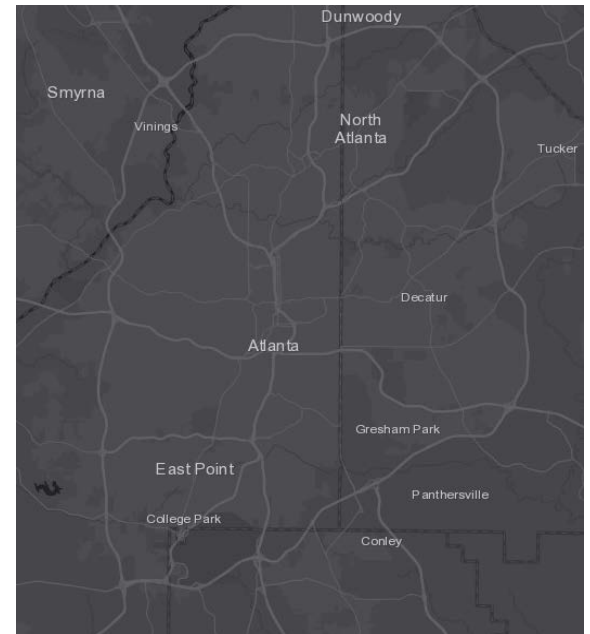 Dunwoody
Smyrna
North
Atlanta
Vinings
Tucker
Decatur
Atlanta
Gresham Park
East Point
Panthersville
College Park
Conley